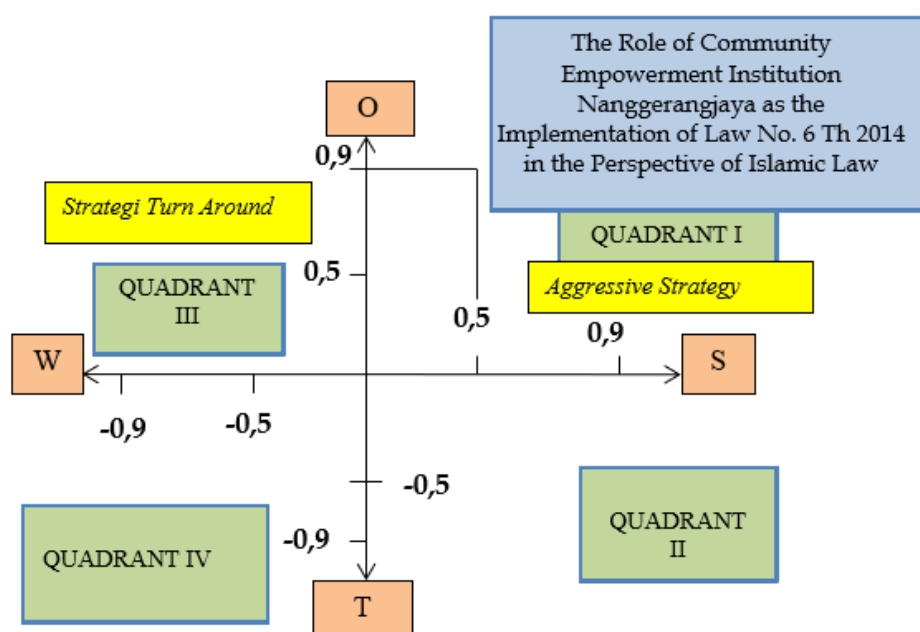 The Role of Community
Empowerment Institution
Nanggerangjaya as the
Implementation of Law No. 6 Th 2014
in the Perspective of Islamic Law
O
0,9
Strategi Turn Around
QUADRANT I
0,5
Aggressive Strategy
QUADRANT
III
0,5
0,9
W
S
-0,9
-0,5
-0,5
QUADRANT
II
-0,9
QUADRANT IV
T